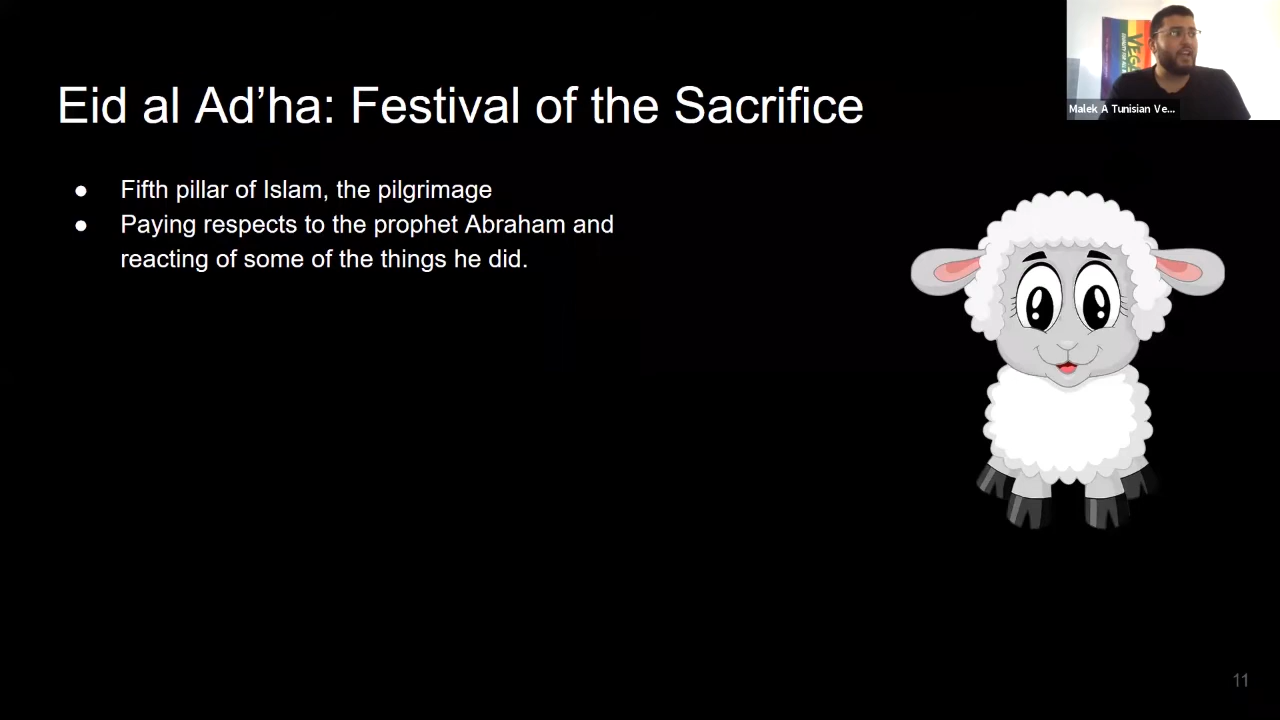 Eid al Ad’ha: Festival of the Sacrifice
● Fifth pillar of Islam, the pilgrimage
● Paying respects to the prophet Abraham and
reacting of some of the things he did.
Malek A Tunisian Ve...
11